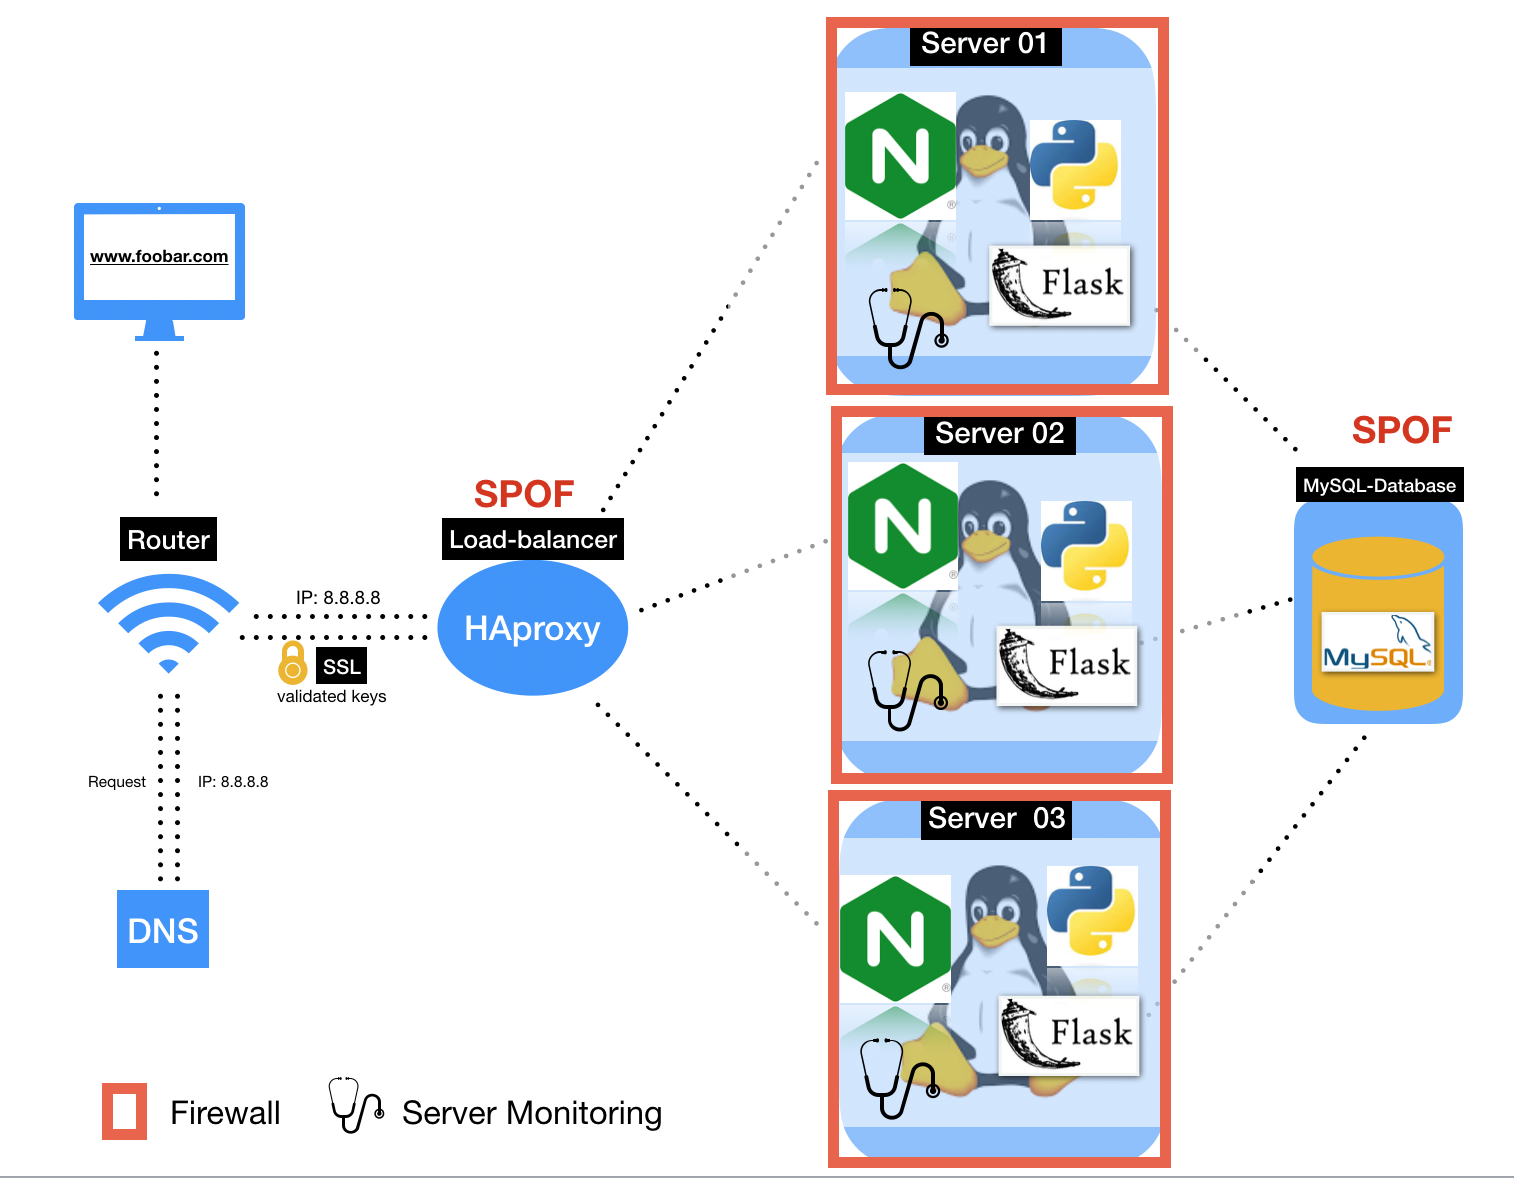 www.foobar.com
Router
IP: 8.8.8.8
SSL
validated keys
Request
IP: 8.8.8.8
DNS
SPOF
Load-balancer
HAproxy
Server 01
N
®
Flask
Server 02
N
®
Flask
Server  03
N
®
Flask
SPOF
MySQL-Database
MySQL
Firewall
Server Monitoring